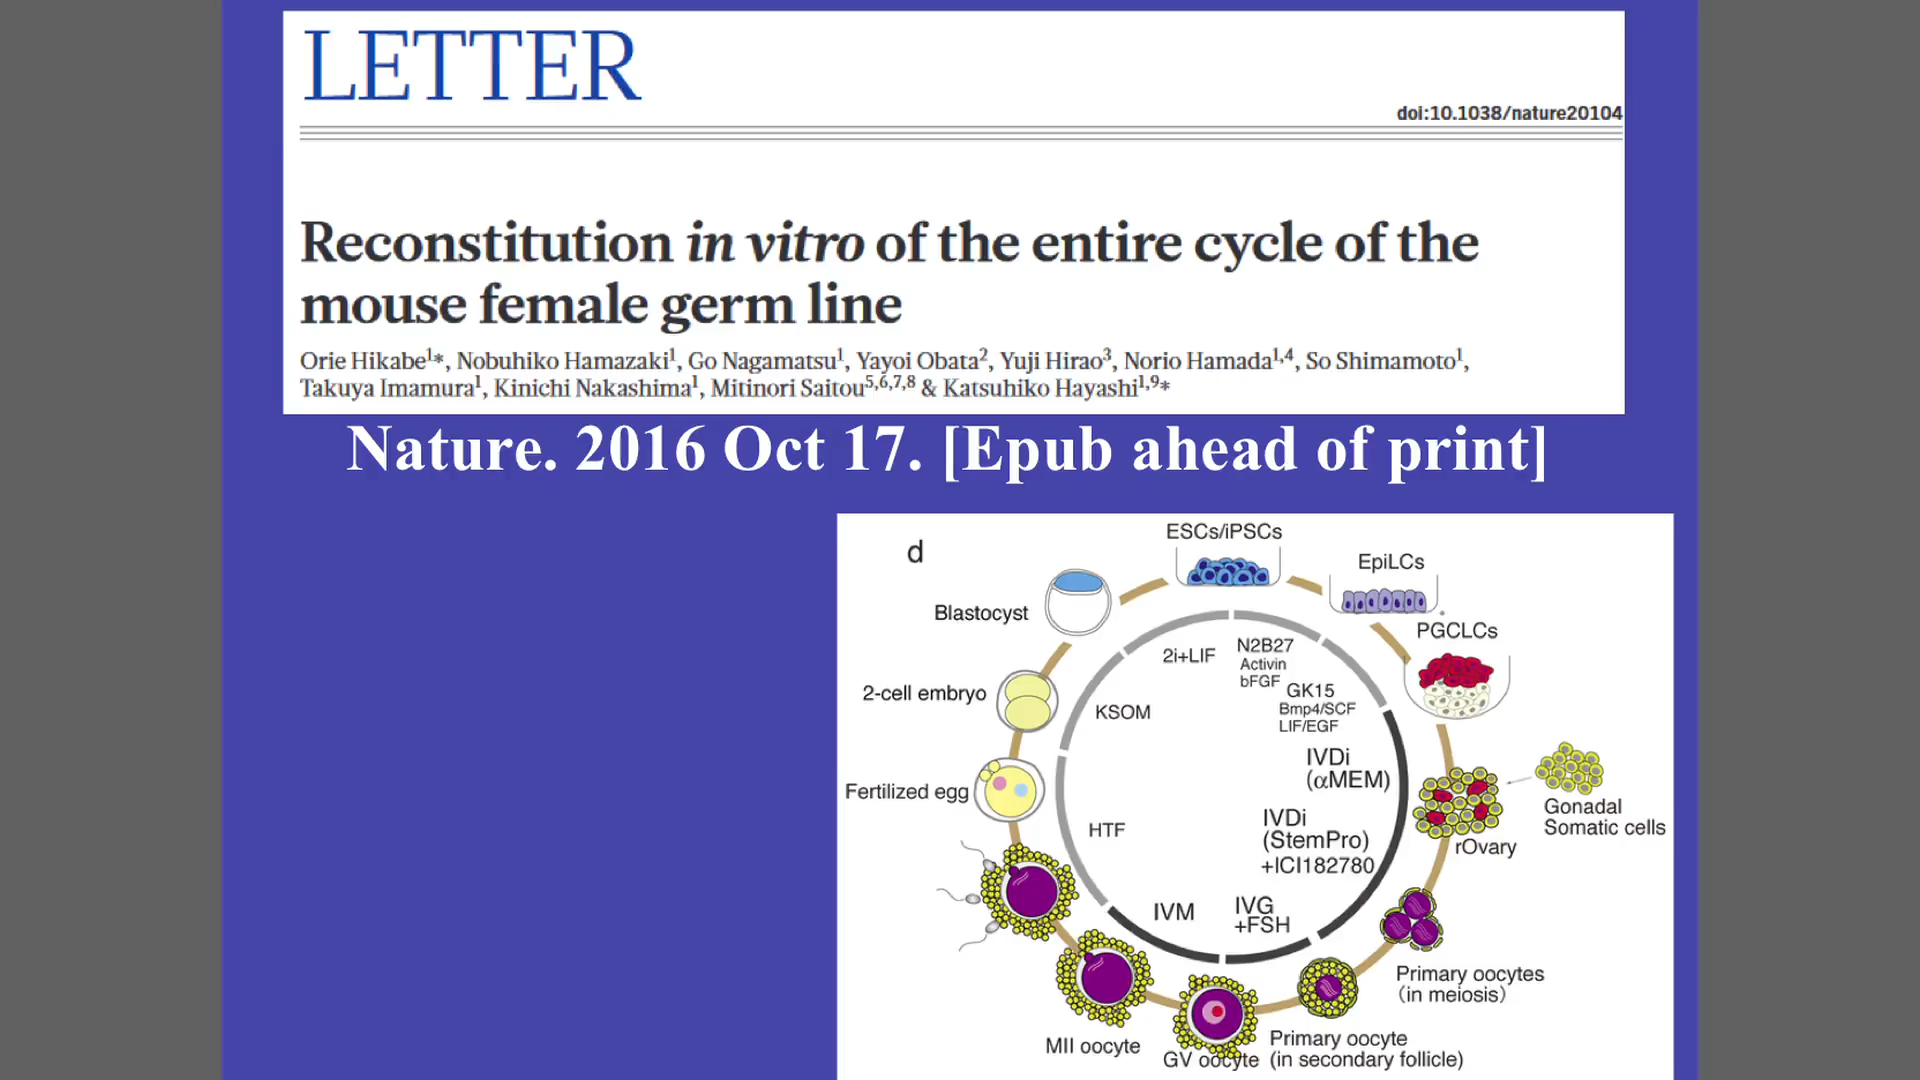 LETTER
doi:10.1038/nature20104
Reconstitution in vitro of the entire cycle of the
mouse female germ line
Orie Hikabe1*, Nobuhiko Hamazaki1, Go Nagamatsu1, Yayoi Obata2, Yuji Hirao3, Norio Hamada1,4, So Shimamoto1,
Takuya Imamura1, Kinichi Nakashima1, Mitinori Saitou5,6,7,8 & Katsuhiko Hayashi1,9*
Nature. 2016 Oct 17. [Epub ahead of print]
d
ESCs/iPSCs
EpiLCs
PGCLCs
Blastocyst
2-cell embryo
Fertilized egg
2i+LIF
N2B27
Activin
bFGF
GK15
Bmp4/SCF
LIF/EGF
KSOM
IVDi
(αMEM)
IVDi
(StemPro)
+ICI182780
HTF
IVM
IVG
+FSH
Gonadal
Somatic cells
rOvary
Primary oocytes
(in meiosis)
Primary oocyte
(in secondary follicle)
GV oocyte
MII oocyte